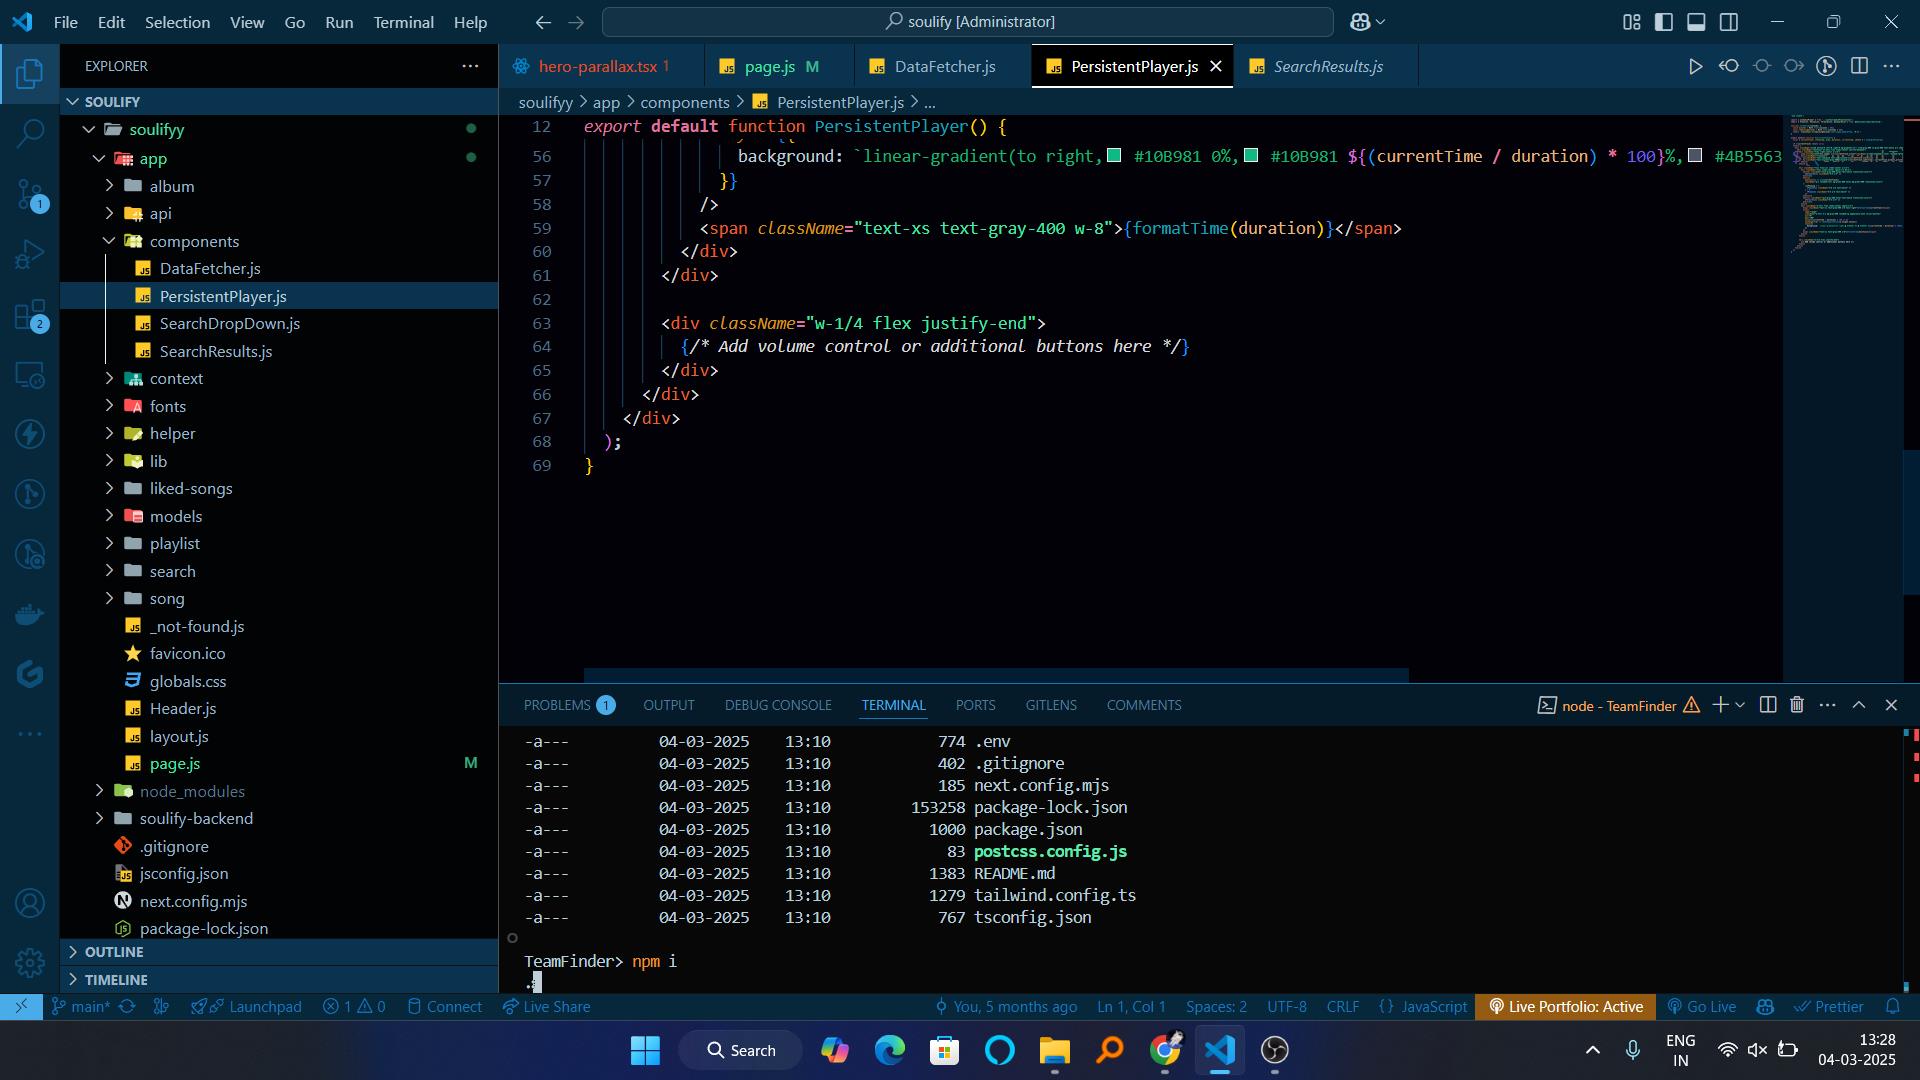 File Edit Selection View Go Run Terminal Help
soulify [Administrator]
EXPLORER
SOULIFY
soulifyy
app
album
api
components
DataFetcher.js
PersistentPlayer.js
SearchDropDown.js
SearchResults.js
context
fonts
helper
lib
liked-songs
models
playlist
search
song
_not-found.js
favicon.ico
globals.css
Header.js
layout.js
page.js M
node_modules
soulify-backend
.gitignore
jsconfig.json
next.config.mjs
package-lock.json
OUTLINE
TIMELINE
1
2
hero-parallax.tsx 1
page.js M
DataFetcher.js
PersistentPlayer.js
SearchResults.js
soulifyy > app > components > PersistentPlayer.js > ...
12 export default function PersistentPlayer() {
56 background: `linear-gradient(to right, #10B981 0%, #10B981 ${(currentTime / duration) * 100}%, #4B5563
57 }}
58 />
59 <span className="text-xs text-gray-400 w-8">{formatTime(duration)}</span>
60 </div>
61 </div>
62
63 <div className="w-1/4 flex justify-end">
64 {/* Add volume control or additional buttons here */}
65 </div>
66 </div>
67 </div>
68 );
69 }
PROBLEMS 1 OUTPUT DEBUG CONSOLE TERMINAL PORTS GITLENS COMMENTS
node - TeamFinder
-a--- 04-03-2025 13:10 774 .env
-a--- 04-03-2025 13:10 402 .gitignore
-a--- 04-03-2025 13:10 185 next.config.mjs
-a--- 04-03-2025 13:10 153258 package-lock.json
-a--- 04-03-2025 13:10 1000 package.json
-a--- 04-03-2025 13:10 83 postcss.config.js
-a--- 04-03-2025 13:10 1383 README.md
-a--- 04-03-2025 13:10 1279 tailwind.config.ts
-a--- 04-03-2025 13:10 767 tsconfig.json
TeamFinder> npm i
main* Launchpad 1 0 Connect Live Share
You, 5 months ago Ln 1, Col 1 Spaces: 2 UTF-8 CRLF {} JavaScript Live Portfolio: Active Go Live Prettier
Search
ENG
IN
13:28
04-03-2025